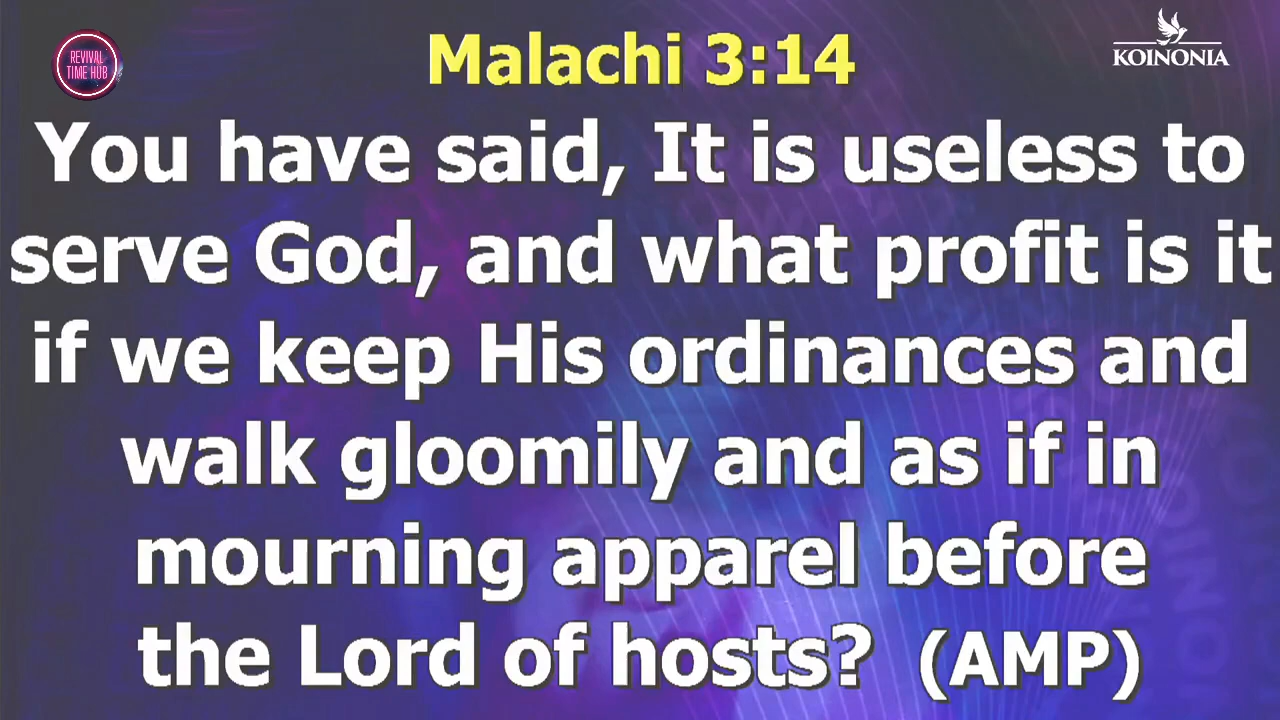 REVIVAL
TIME HUB
KOINONIA
Malachi 3:14
You have said, It is useless to
serve God, and what profit is it
if we keep His ordinances and
walk gloomily and as if in
mourning apparel before
the Lord of hosts? (AMP)